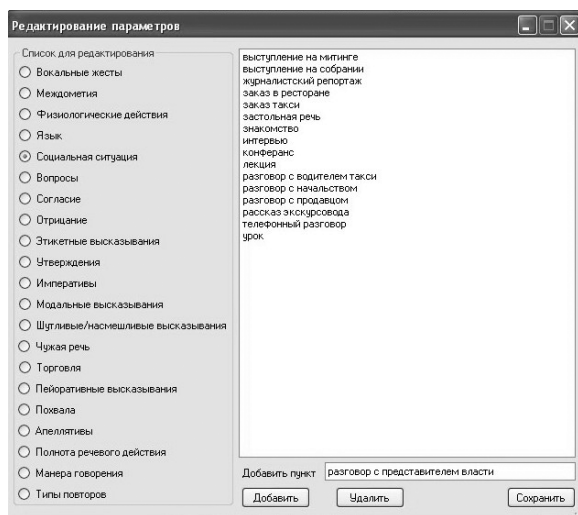 Редактирование параметров
Список для редактирования
Вокальные жесты
Междометия
Физиологические действия
Язык
Социальная ситуация
Вопросы
Согласие
Отрицание
Этикетные высказывания
Утверждения
Императивы
Модальные высказывания
Шутливые/насмешливые высказывания
Чужая речь
Торговля
Пейоративные высказывания
Похвала
Апеллятивы
Полнота речевого действия
Манера говорения
Типы повторов
выступление на митинге
выступление на собрании
журналистский репортаж
заказ в ресторане
заказ такси
застольная речь
знакомство
интервью
конферанс
лекция
разговор с водителем такси
разговор с начальством
разговор с продавцом
рассказ экскурсовода
телефонный разговор
урок
Добавить пункт разговор с представителем власти
Добавить Удалить Сохранить